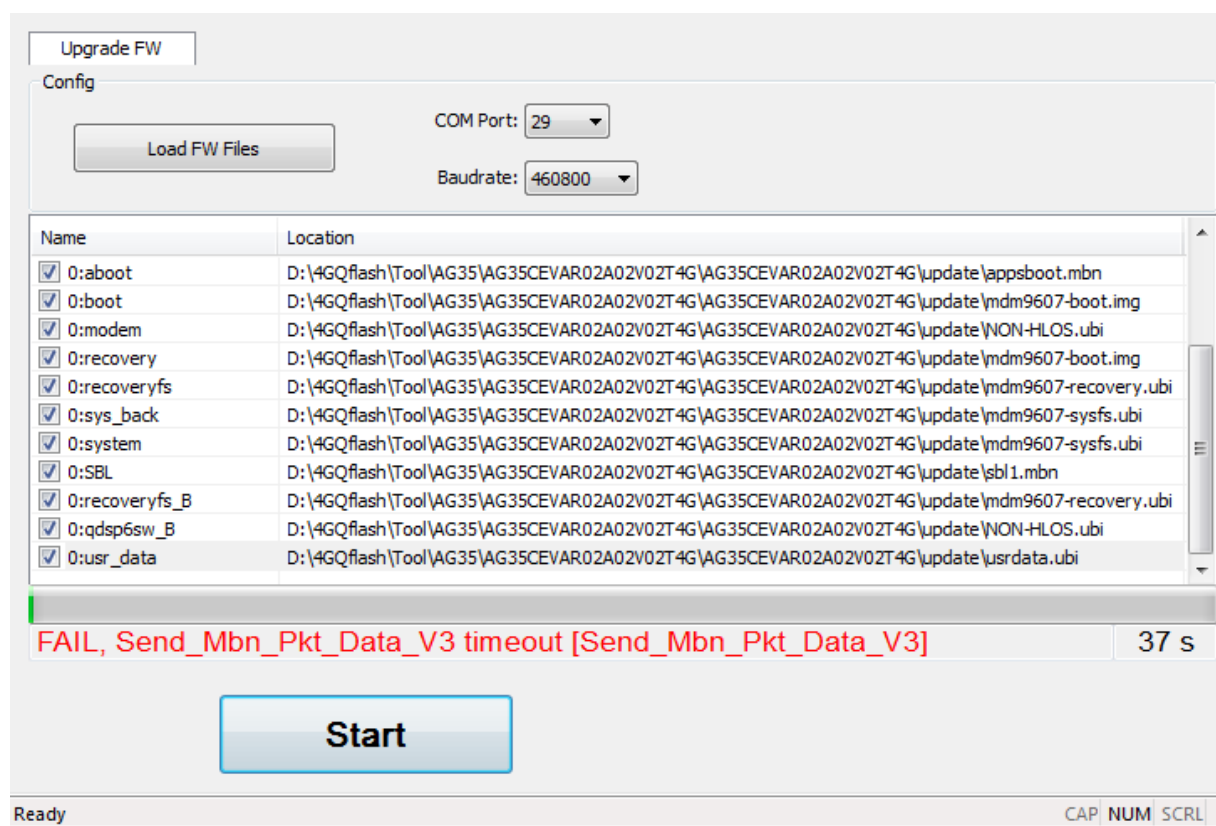 Upgrade FW
Config
Load FW Files
COM Port: 29
Baudrate: 460800
Name Location
0:aboot D:\4GQflash\Tool\AG35\AG35CEVAR02A02V02T4G\AG35CEVAR02A02V02T4G\update\appsboot.mbn
0:boot D:\4GQflash\Tool\AG35\AG35CEVAR02A02V02T4G\AG35CEVAR02A02V02T4G\update\mdm9607-boot.img
0:modem D:\4GQflash\Tool\AG35\AG35CEVAR02A02V02T4G\AG35CEVAR02A02V02T4G\update\NON-HLOS.ubi
0:recovery D:\4GQflash\Tool\AG35\AG35CEVAR02A02V02T4G\AG35CEVAR02A02V02T4G\update\mdm9607-boot.img
0:recoveryfs D:\4GQflash\Tool\AG35\AG35CEVAR02A02V02T4G\AG35CEVAR02A02V02T4G\update\mdm9607-recovery.ubi
0:sys_back D:\4GQflash\Tool\AG35\AG35CEVAR02A02V02T4G\AG35CEVAR02A02V02T4G\update\mdm9607-sysfs.ubi
0:system D:\4GQflash\Tool\AG35\AG35CEVAR02A02V02T4G\AG35CEVAR02A02V02T4G\update\mdm9607-sysfs.ubi
0:SBL D:\4GQflash\Tool\AG35\AG35CEVAR02A02V02T4G\AG35CEVAR02A02V02T4G\update\sbl1.mbn
0:recoveryfs_B D:\4GQflash\Tool\AG35\AG35CEVAR02A02V02T4G\AG35CEVAR02A02V02T4G\update\mdm9607-recovery.ubi
0:qdsp6sw_B D:\4GQflash\Tool\AG35\AG35CEVAR02A02V02T4G\AG35CEVAR02A02V02T4G\update\NON-HLOS.ubi
0:usr_data D:\4GQflash\Tool\AG35\AG35CEVAR02A02V02T4G\AG35CEVAR02A02V02T4G\update\usrdata.ubi
FAIL, Send_Mbn_Pkt_Data_V3 timeout [Send_Mbn_Pkt_Data_V3] 37 s
Start
Ready CAP NUM SCRL